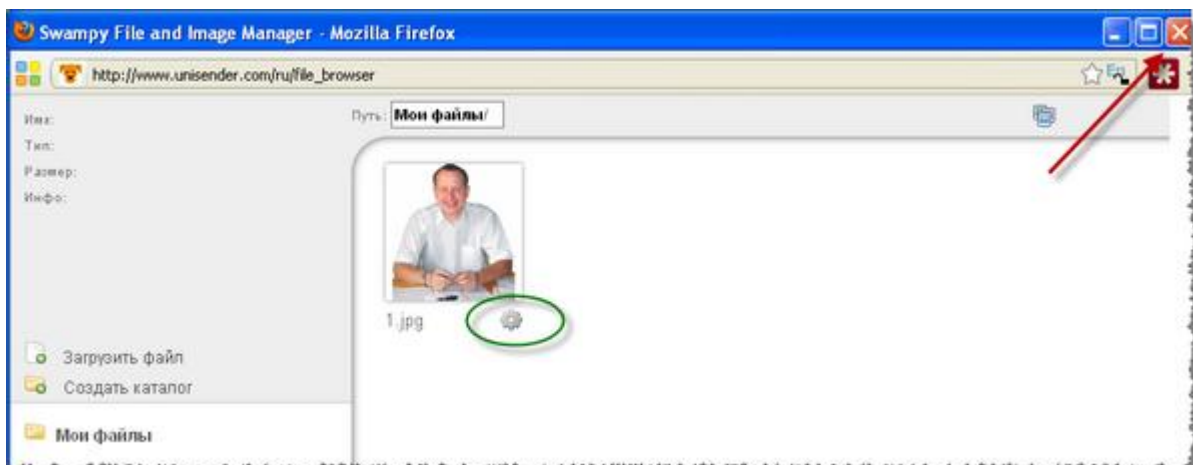 Swampy File and Image Manager - Mozilla Firefox
http://www.unisender.com/ru/file_browser
Имя:
Путь: Мои файлы/
Тип:
Размер:
Инфо:
1.jpg
Загрузить файл
Создать каталог
Мои файлы